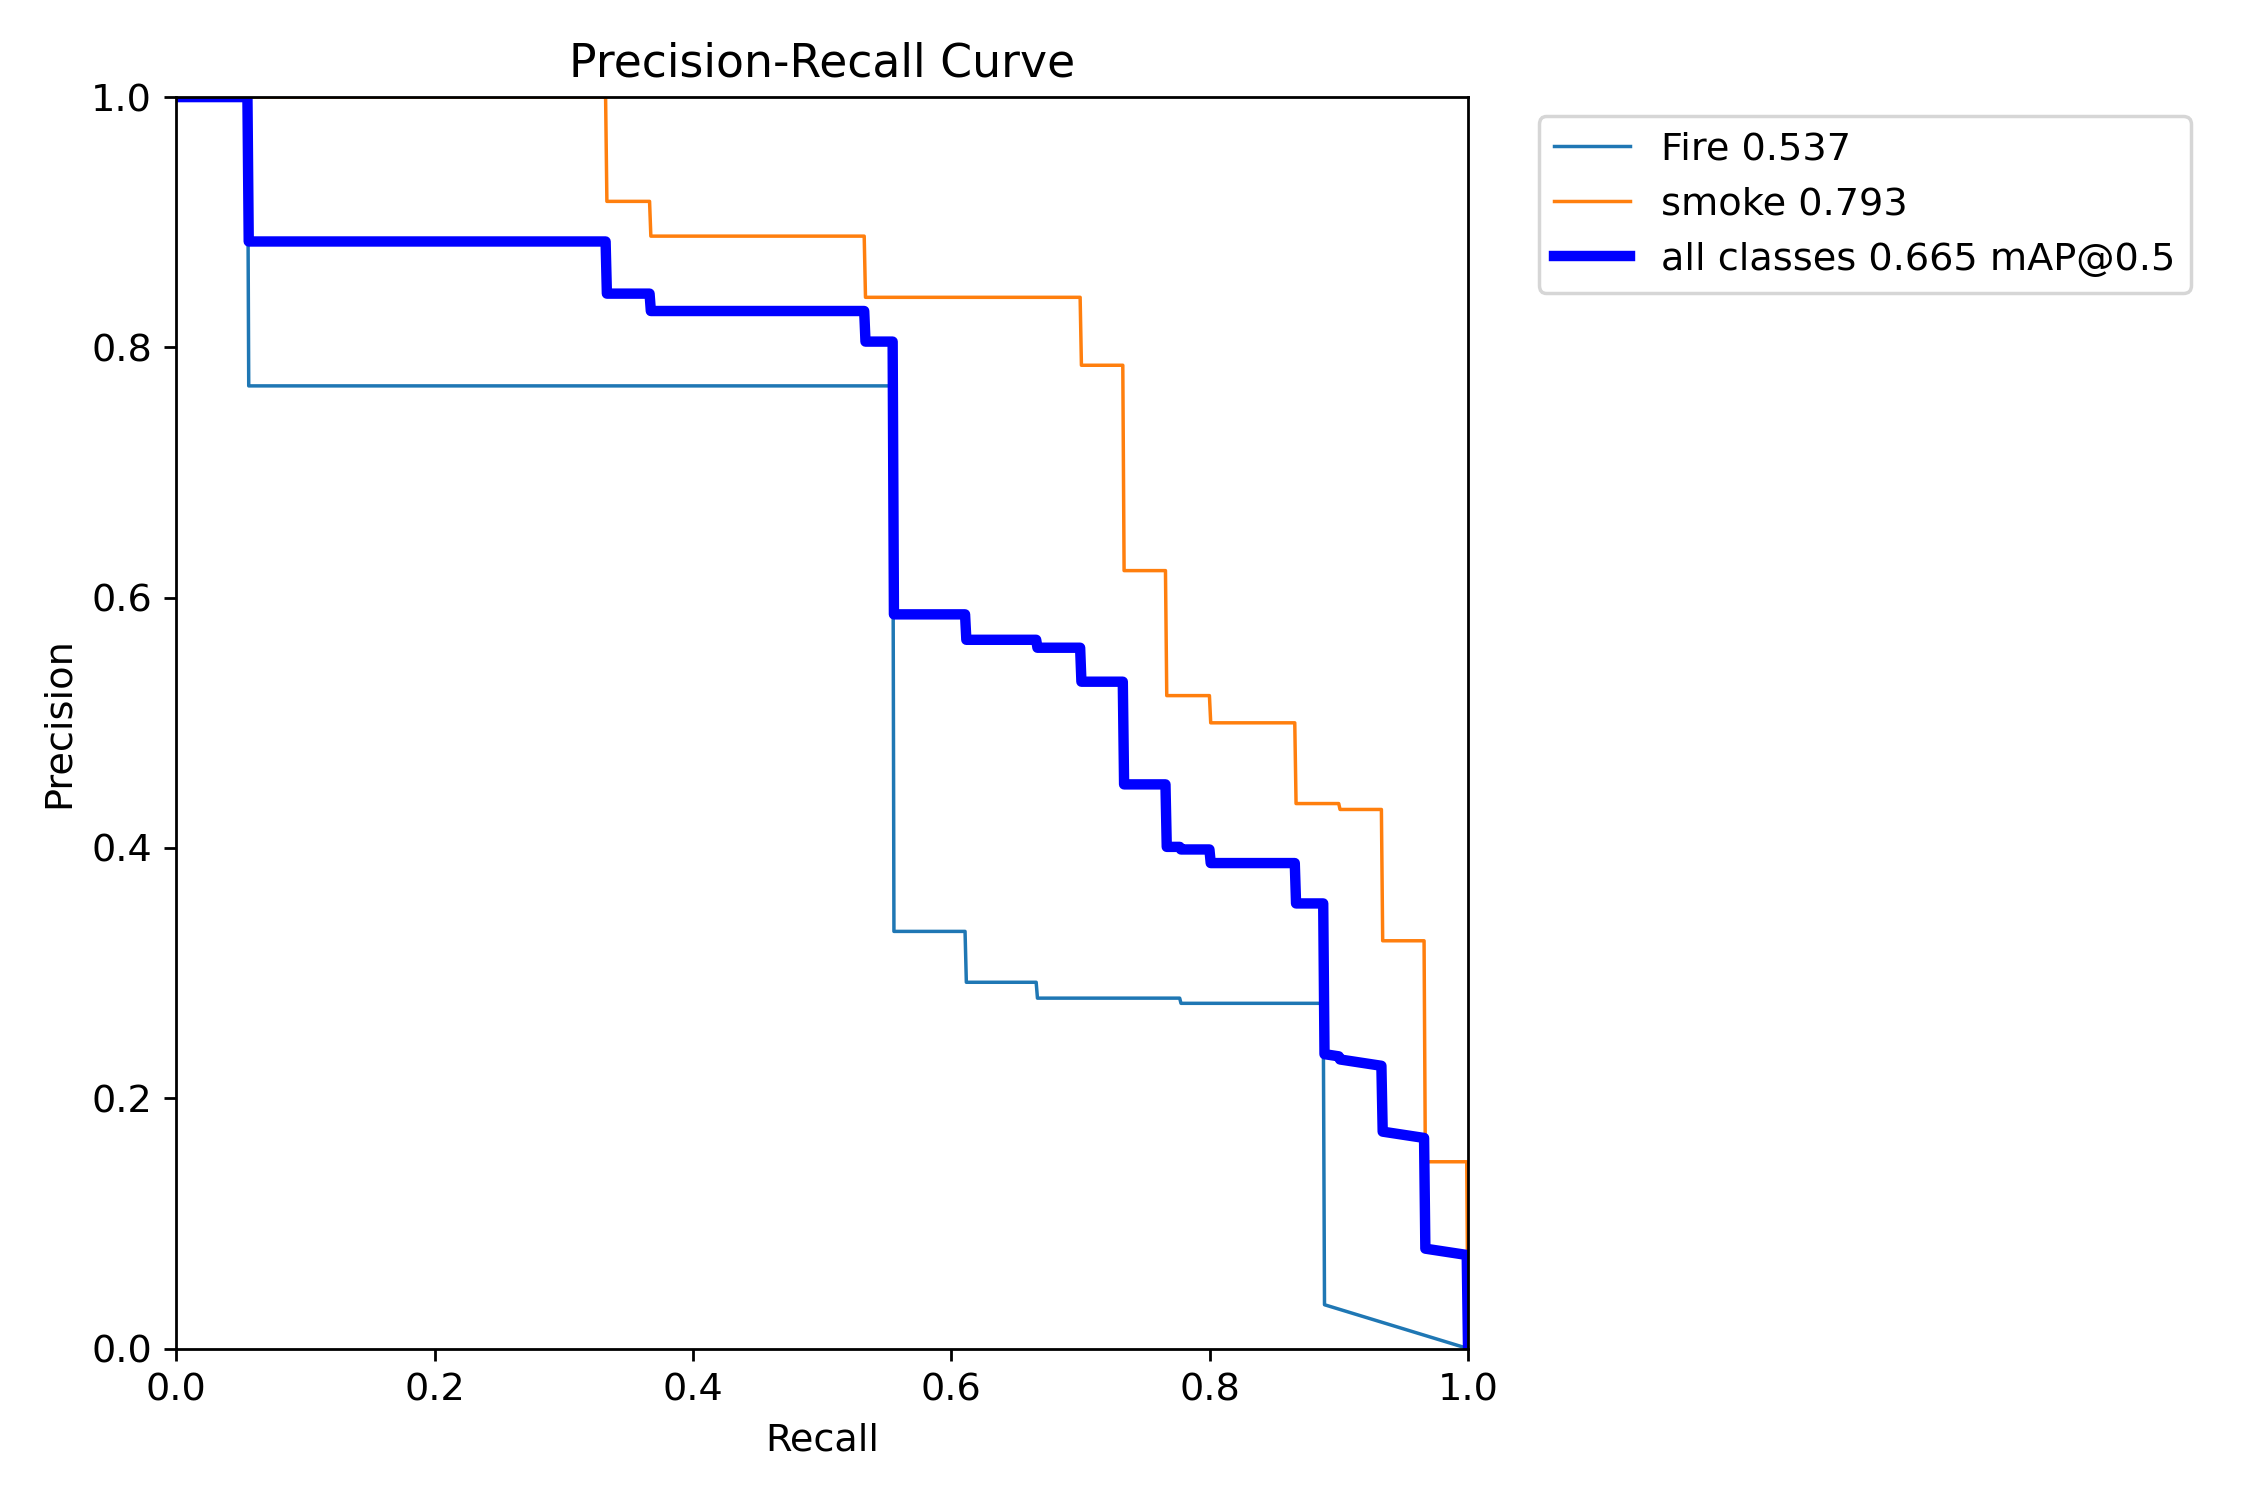 Precision-Recall Curve
1.0
0.8
0.6
0.4
0.2
0.0
Precision
0.0 0.2 0.4 0.6 0.8 1.0
Recall
Fire 0.537
smoke 0.793
all classes 0.665 mAP@0.5